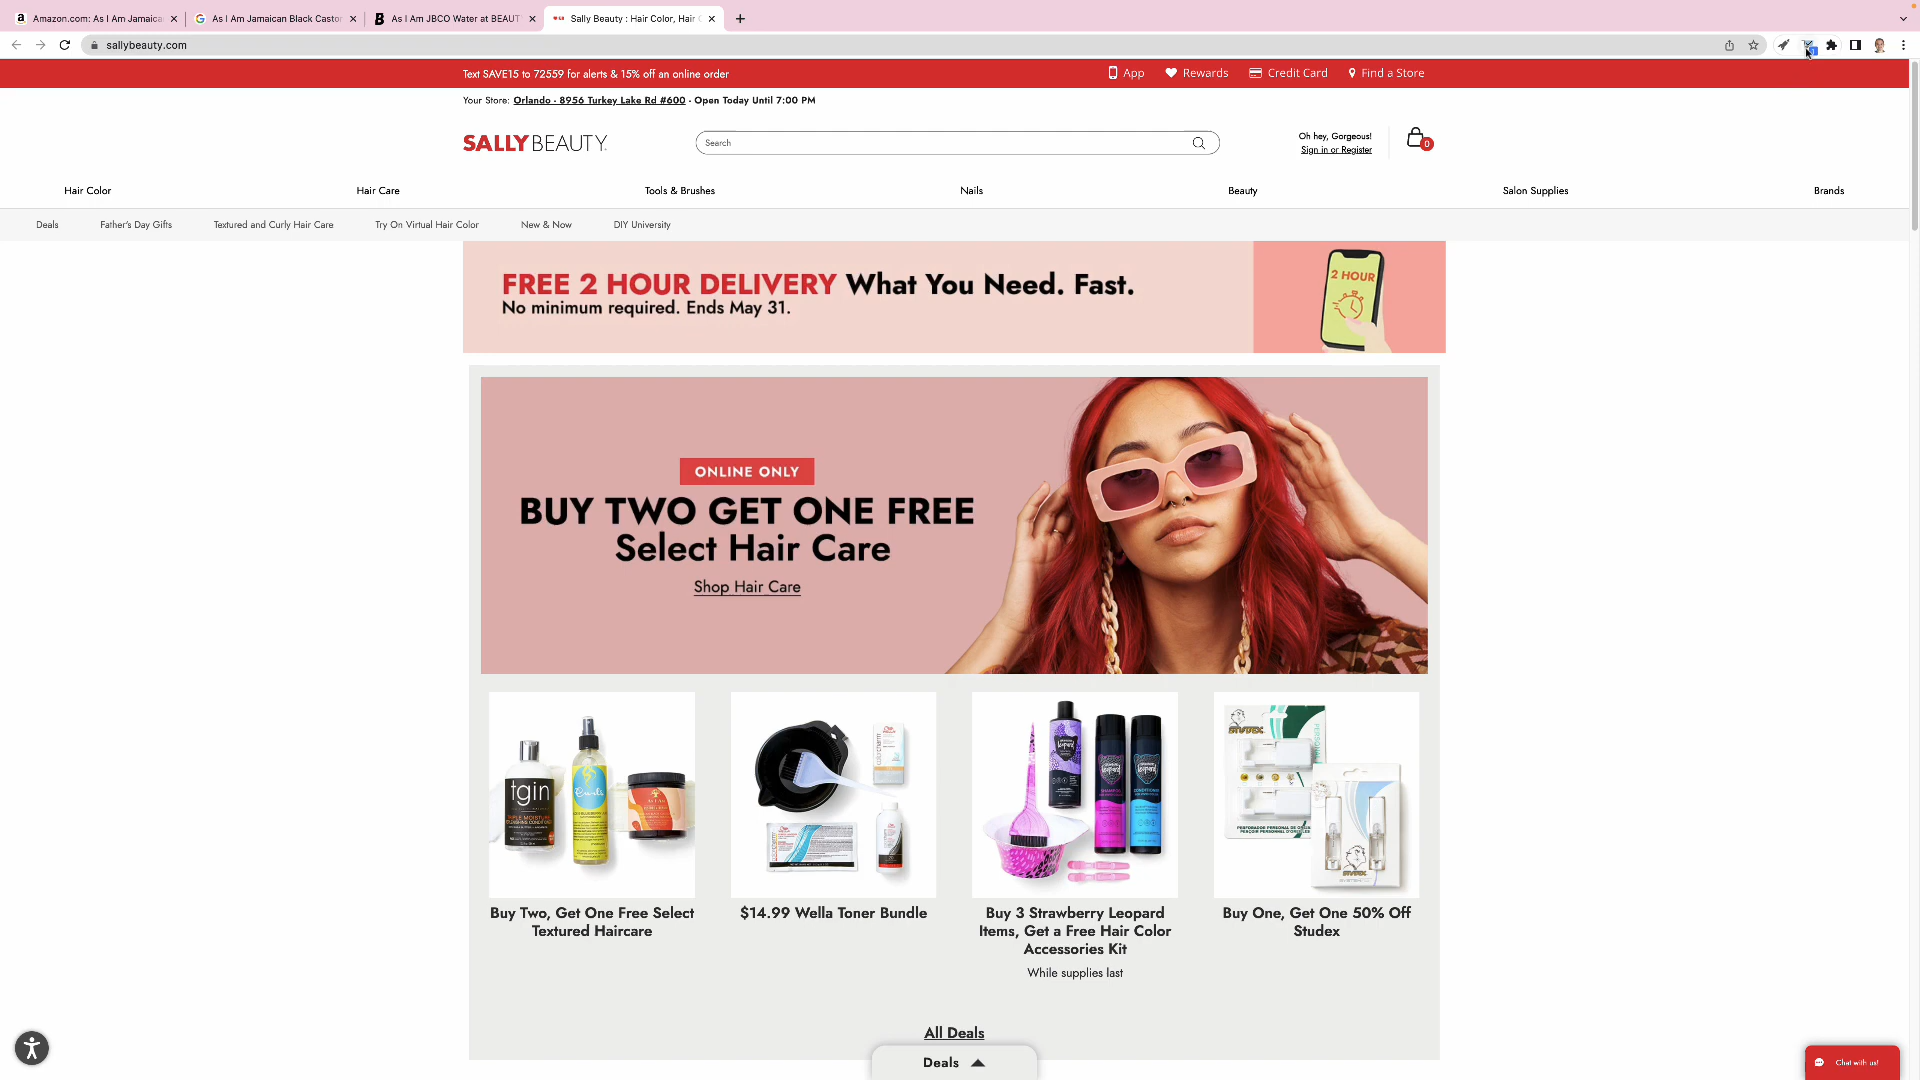 Amazon.com: As I Am Jamaica
As I Am Jamaican Black Castor
As I Am JBCO Water at BEAUT
Sally Beauty : Hair Color, Hair C
sallybeauty.com
Text SAVE15 to 72559 for alerts & 15% off an online order
App
Rewards
Credit Card
Find a Store
Your Store: Orlando - 8956 Turkey Lake Rd #600 - Open Today Until 7:00 PM
SALLYBEAUTY.
Search
Oh hey, Gorgeous!
Sign in or Register
0
Hair Color
Hair Care
Tools & Brushes
Nails
Beauty
Salon Supplies
Brands
Deals
Father's Day Gifts
Textured and Curly Hair Care
Try On Virtual Hair Color
New & Now
DIY University
FREE 2 HOUR DELIVERY What You Need. Fast.
No minimum required. Ends May 31.
2 HOUR
ONLINE ONLY
BUY TWO GET ONE FREE
Select Hair Care
Shop Hair Care
tgin
Curls
AS I AM
STUDEX
Buy Two, Get One Free Select
Textured Haircare
$14.99 Wella Toner Bundle
Buy 3 Strawberry Leopard
Items, Get a Free Hair Color
Accessories Kit
While supplies last
Buy One, Get One 50% Off
Studex
All Deals
Deals
Chat with us!